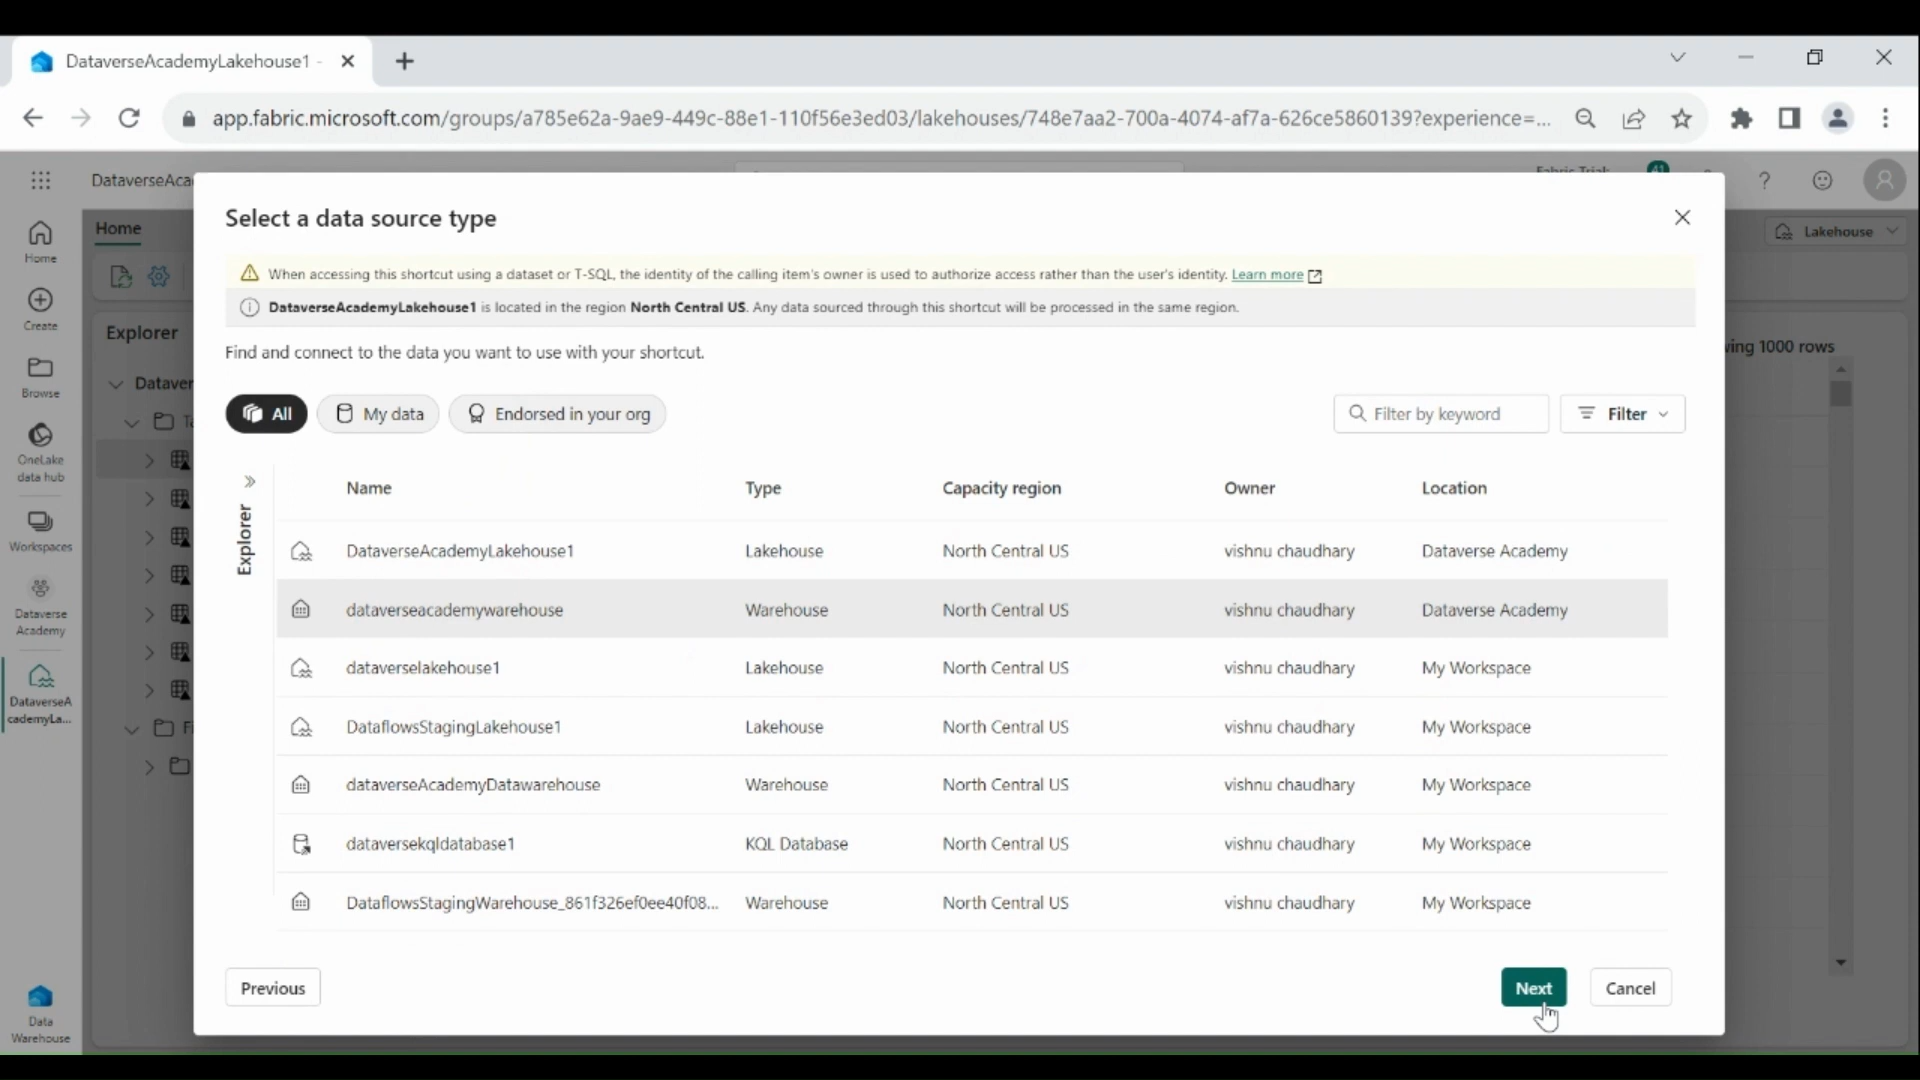 DataverseAcademyLakehouse1 -
app.fabric.microsoft.com/groups/a785e62a-9ae9-449c-88e1-110f56e3ed03/lakehouses/748e7aa2-700a-4074-af7a-626ce5860139?experience=...
DataverseAca
Fabric Trial:
41
Home
Lakehouse
Home
Create
Browse
OneLake
data hub
Workspaces
Dataverse
Academy
DataverseA
cademyLa...
Data
Warehouse
Explorer
Dataver
Ta
Fi
wing 1000 rows
Select a data source type
When accessing this shortcut using a dataset or T-SQL, the identity of the calling item's owner is used to authorize access rather than the user's identity. Learn more
DataverseAcademyLakehouse1 is located in the region North Central US. Any data sourced through this shortcut will be processed in the same region.
Find and connect to the data you want to use with your shortcut.
All My data Endorsed in your org Filter by keyword Filter
Explorer
Name Type Capacity region Owner Location
DataverseAcademyLakehouse1 Lakehouse North Central US vishnu chaudhary Dataverse Academy
dataverseacademywarehouse Warehouse North Central US vishnu chaudhary Dataverse Academy
dataverselakehouse1 Lakehouse North Central US vishnu chaudhary My Workspace
DataflowsStagingLakehouse1 Lakehouse North Central US vishnu chaudhary My Workspace
dataverseAcademyDatawarehouse Warehouse North Central US vishnu chaudhary My Workspace
dataversekqldatabase1 KQL Database North Central US vishnu chaudhary My Workspace
DataflowsStagingWarehouse_861f326ef0ee40f08... Warehouse North Central US vishnu chaudhary My Workspace
Previous Next Cancel